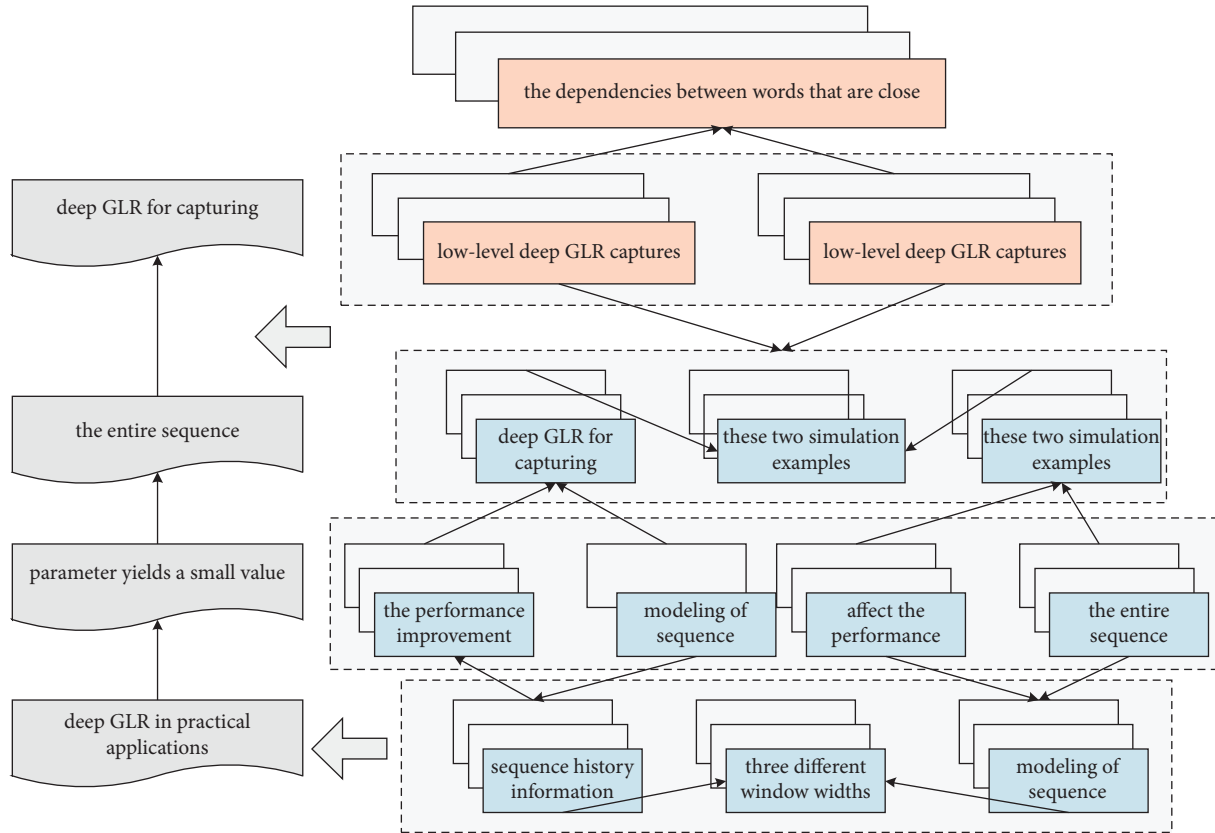 the dependencies between words that are close
deep GLR for capturing
low-level deep GLR captures
low-level deep GLR captures
the entire sequence
deep GLR for
capturing
these two simulation
examples
these two simulation
examples
parameter yields a small value
the performance
improvement
modeling of
sequence
affect the
performance
the entire
sequence
deep GLR in practical
applications
sequence history
information
three different
window widths
modeling of
sequence